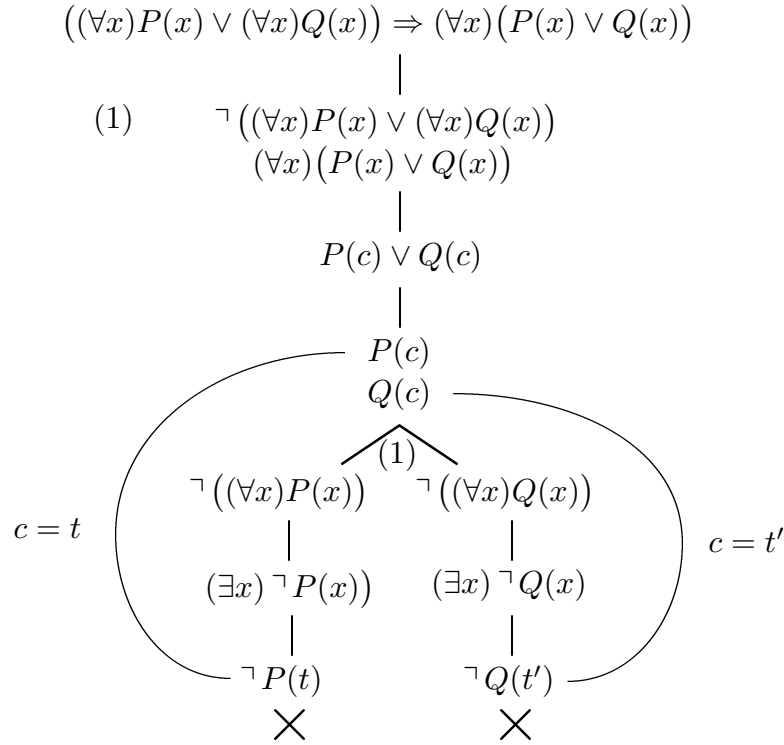 ((∀x)P(x) ∨ (∀x)Q(x)) ⇒ (∀x)(P(x) ∨ Q(x))
(1) ¬((∀x)P(x) ∨ (∀x)Q(x))
(∀x)(P(x) ∨ Q(x))
P(c) ∨ Q(c)
P(c)
Q(c)
(1)
¬((∀x)P(x)) ¬((∀x)Q(x))
c = t c = t′
(∃x)¬P(x)) (∃x)¬Q(x)
¬P(t) ¬Q(t′)